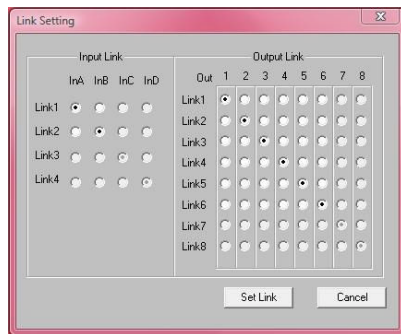 Link Setting
Input Link
InA InB InC InD
Link1
Link2
Link3
Link4
Output Link
Out 1 2 3 4 5 6 7 8
Link1
Link2
Link3
Link4
Link5
Link6
Link7
Link8
Set Link Cancel